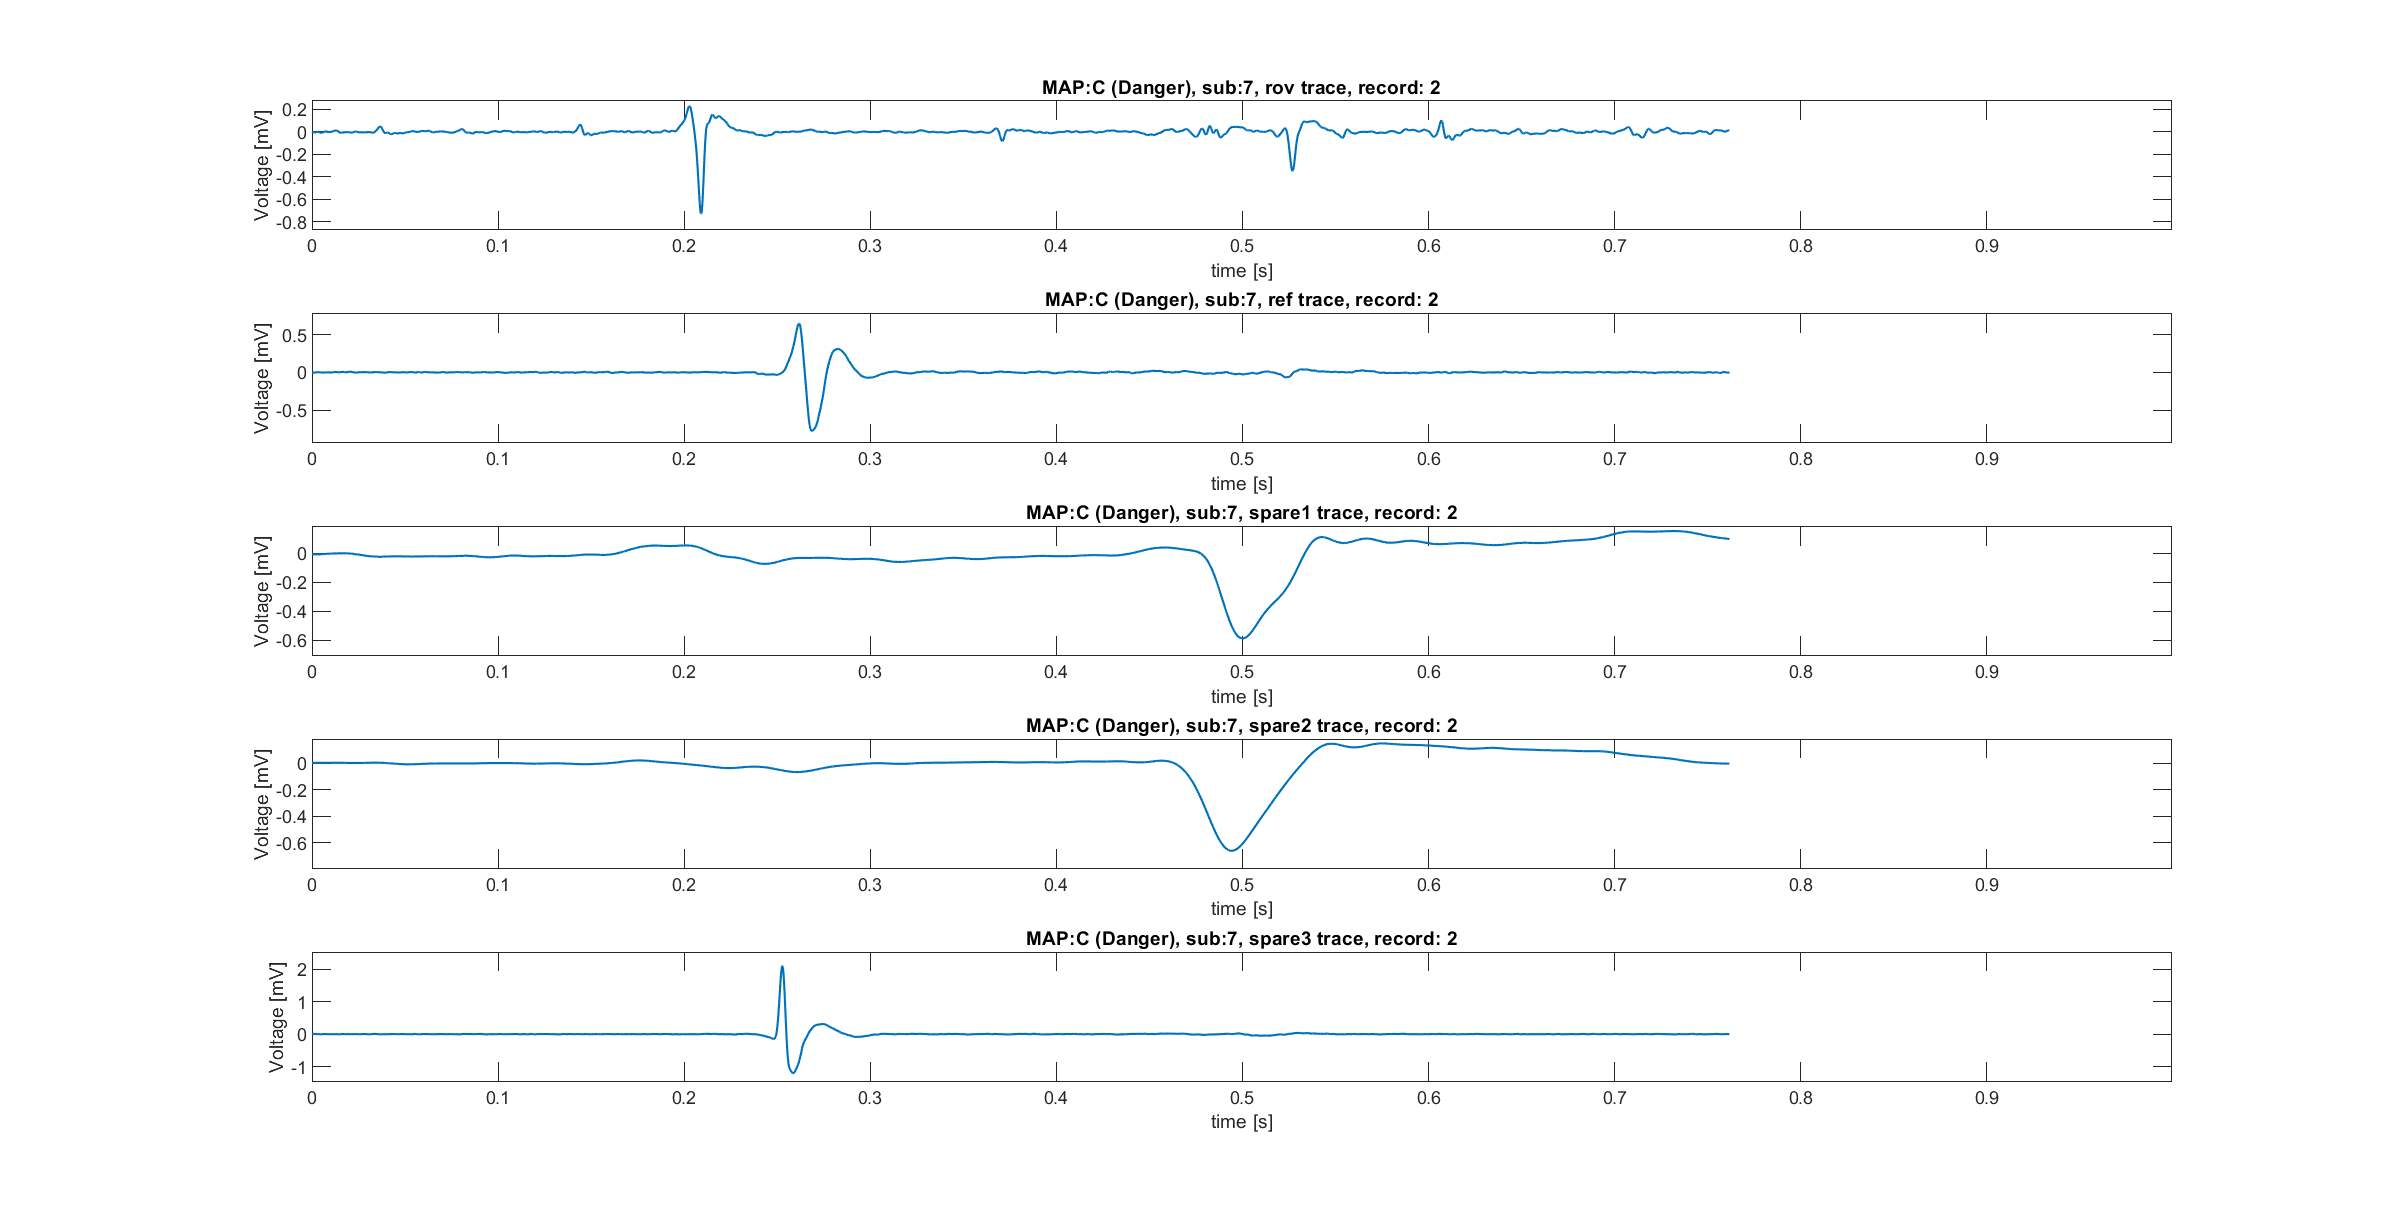 MAP:C (Danger), sub:7, rov trace, record: 2
Voltage [mV]
0.2
0
-0.2
-0.4
-0.6
-0.8
0 0.1 0.2 0.3 0.4 0.5 0.6 0.7 0.8 0.9
time [s]
MAP:C (Danger), sub:7, ref trace, record: 2
Voltage [mV]
0.5
0
-0.5
0 0.1 0.2 0.3 0.4 0.5 0.6 0.7 0.8 0.9
time [s]
MAP:C (Danger), sub:7, spare1 trace, record: 2
Voltage [mV]
0
-0.2
-0.4
-0.6
0 0.1 0.2 0.3 0.4 0.5 0.6 0.7 0.8 0.9
time [s]
MAP:C (Danger), sub:7, spare2 trace, record: 2
Voltage [mV]
0
-0.2
-0.4
-0.6
0 0.1 0.2 0.3 0.4 0.5 0.6 0.7 0.8 0.9
time [s]
MAP:C (Danger), sub:7, spare3 trace, record: 2
Voltage [mV]
2
1
0
-1
0 0.1 0.2 0.3 0.4 0.5 0.6 0.7 0.8 0.9
time [s]